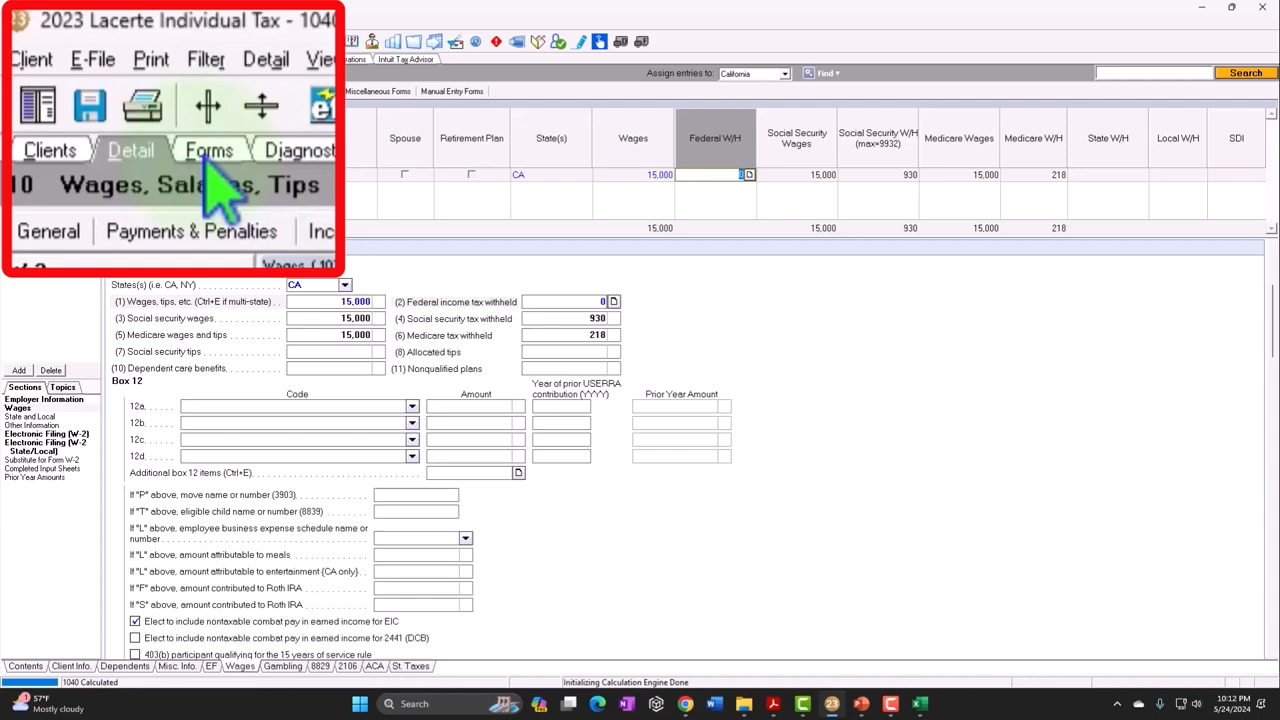 2023 Lacerte Individual Tax - 1040
Client E-File Print Filter Detail
Clients Detail Forms Diagnost
10 Wages, Salaries, Tips
General Payments & Penalties
Intuit Tax Advisor
Assign entries to: California Find Search
Miscellaneous Forms Manual Entry Forms
Spouse Retirement Plan State(s) Wages Federal W/H Social Security Wages Social Security W/H (max=9932) Medicare Wages Medicare W/H State W/H Local W/H SDI
CA 15,000 0 15,000 930 15,000 218
15,000 15,000 930 15,000 218
States(s) (i.e. CA, NY) CA
(1) Wages, tips, etc. (Ctrl+E if multi-state) 15,000 (2) Federal income tax withheld 0
(3) Social security wages 15,000 (4) Social security tax withheld 930
(5) Medicare wages and tips 15,000 (6) Medicare tax withheld 218
(7) Social security tips (8) Allocated tips
(10) Dependent care benefits. (11) Nonqualified plans
Box 12
Code Amount Year of prior USERRA contribution (YYYY) Prior Year Amount
12a.
12b.
12c.
12d.
Additional box 12 items (Ctrl+E).
If "P" above, move name or number (3903)
If "T" above, eligible child name or number (8839)
If "L" above, employee business expense schedule name or number
If "L" above, amount attributable to meals
If "L" above, amount attributable to entertainment {CA only}
If "F" above, amount contributed to Roth IRA
If "S" above, amount contributed to Roth IRA
Elect to include nontaxable combat pay in earned income for EIC
Elect to include nontaxable combat pay in earned income for 2441 (DCB)
403(b) participant qualifying for the 15 years of service rule
Add Delete
Sections Topics
Employer Information
Wages
State and Local
Other Information
Electronic Filing (W-2)
Electronic Filing (W-2
State/Local)
Substitute for Form W-2
Completed Input Sheets
Prior Year Amounts
Contents Client Info. Dependents Misc. Info. EF Wages Gambling 8829 2106 ACA St. Taxes
1040 Calculated Initializing Calculation Engine Done
57°F
Mostly cloudy
Search
10:12 PM
5/24/2024